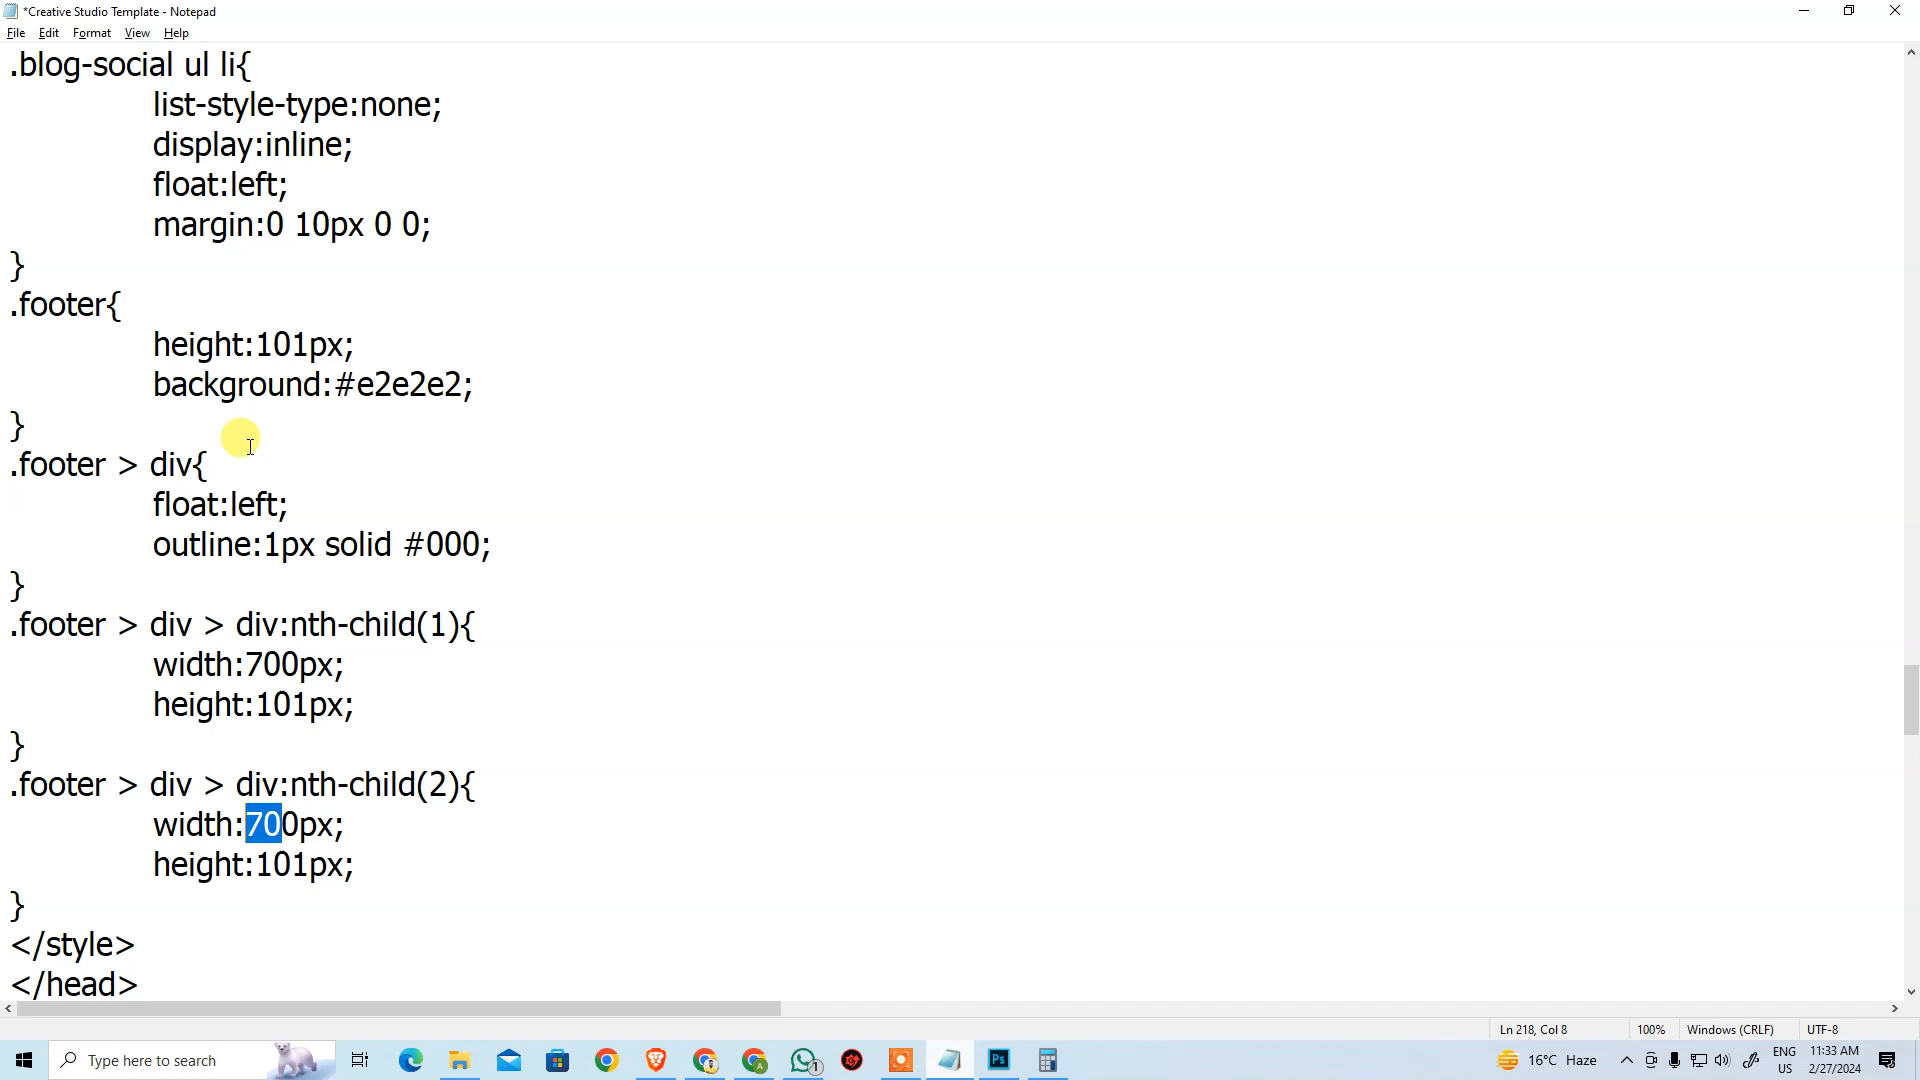 *Creative Studio Template - Notepad
File Edit Format View Help
.blog-social ul li{
list-style-type:none;
display:inline;
float:left;
margin:0 10px 0 0;
}
.footer{
height:101px;
background:#e2e2e2;
}
.footer > div{
float:left;
outline:1px solid #000;
}
.footer > div > div:nth-child(1){
width:700px;
height:101px;
}
.footer > div > div:nth-child(2){
width:700px;
height:101px;
}
</style>
</head>
Ln 218, Col 8 100% Windows (CRLF) UTF-8
Type here to search
1
A
Ps
16°C Haze
ENG
US
11:33 AM
2/27/2024